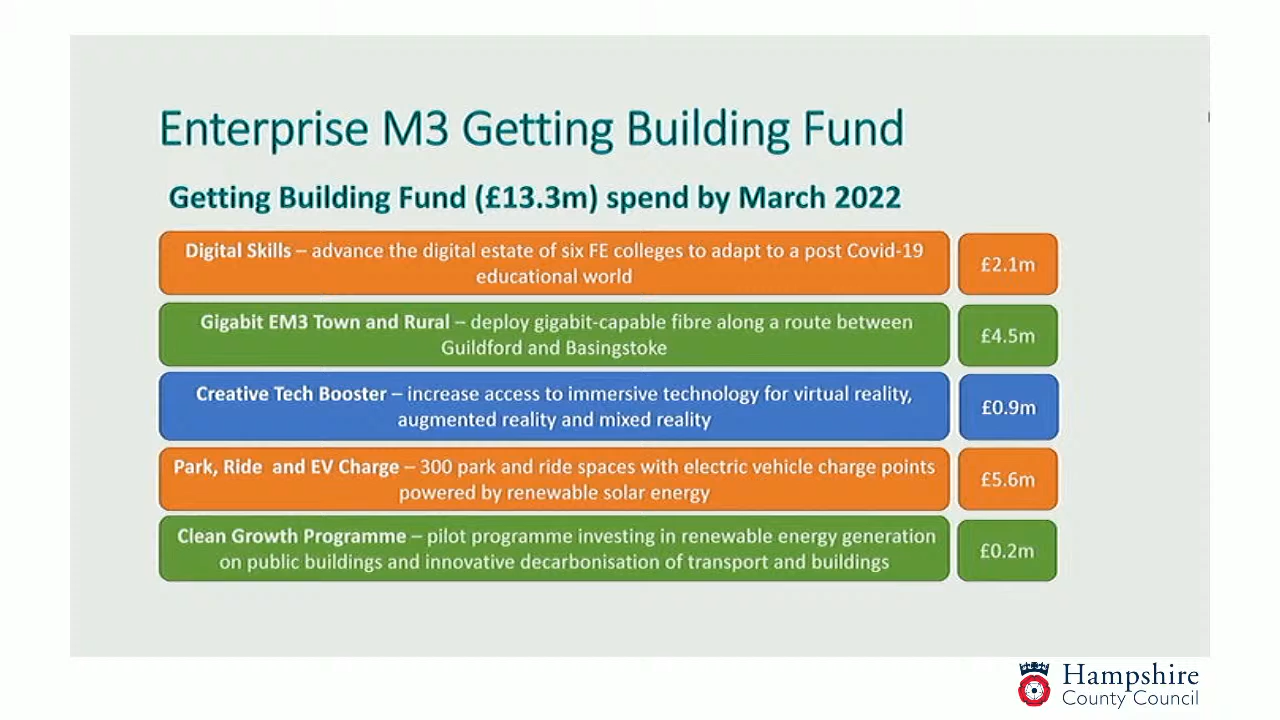 Enterprise M3 Getting Building Fund
Getting Building Fund (£13.3m) spend by March 2022
Digital Skills – advance the digital estate of six FE colleges to adapt to a post Covid-19
educational world
£2.1m
Gigabit EM3 Town and Rural – deploy gigabit-capable fibre along a route between
Guildford and Basingstoke
£4.5m
Creative Tech Booster – increase access to immersive technology for virtual reality,
augmented reality and mixed reality
£0.9m
Park, Ride  and EV Charge – 300 park and ride spaces with electric vehicle charge points
powered by renewable solar energy
£5.6m
Clean Growth Programme – pilot programme investing in renewable energy generation
on public buildings and innovative decarbonisation of transport and buildings
£0.2m
Hampshire
County Council